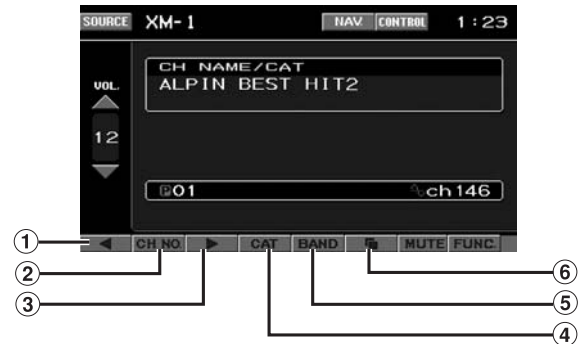 SOURCE XM-1 NAV. CONTROL 1:23
CH NAME/CAT
ALPIN BEST HIT2
VOL.
12
P01 ch146
◀ CH NO. ▶ CAT BAND MUTE FUNC.
① ⑥
② ⑤
③ ④